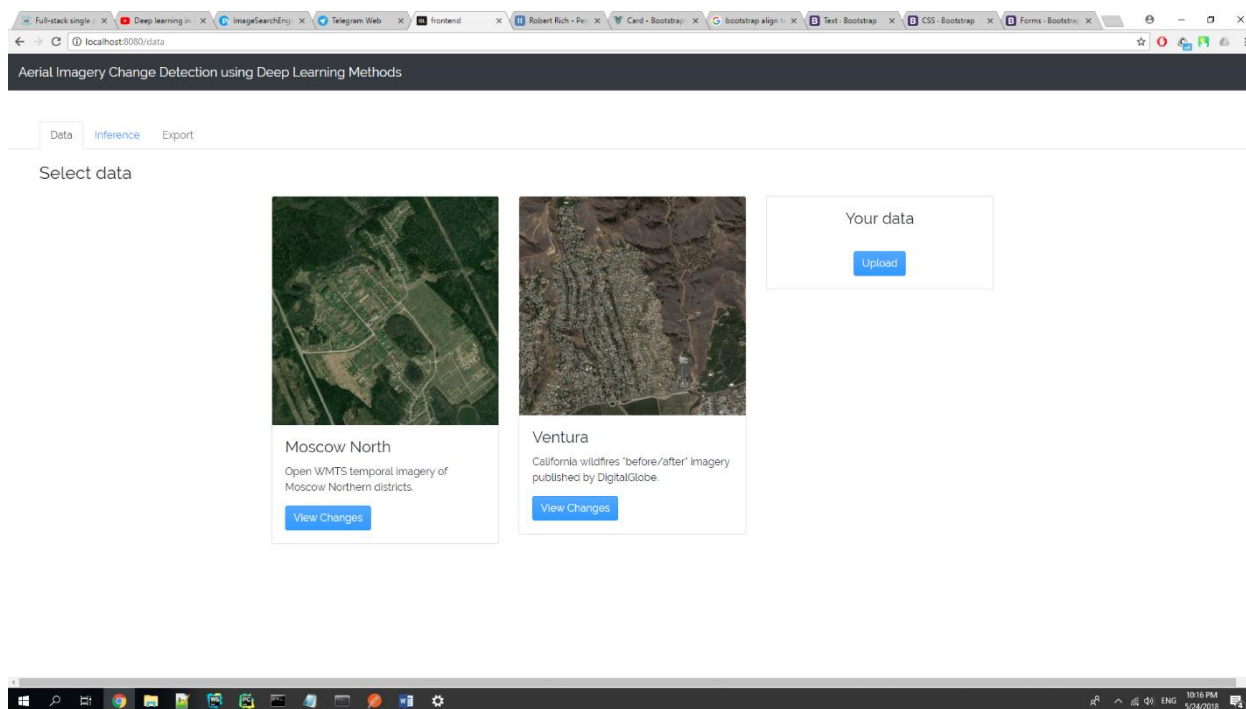 Full-stack single
Deep learning in
ImageSearchEngi
Telegram Web
frontend
Robert Rich - Per
Card - Bootstrap
bootstrap align t
Text · Bootstrap
CSS · Bootstrap
Forms · Bootstrap
localhost:8080/data
Aerial Imagery Change Detection using Deep Learning Methods
Data Inference Export
Select data
Your data
Upload
Moscow North
Open WMTS temporal imagery of
Moscow Northern districts.
View Changes
Ventura
California wildfires "before/after" imagery
published by DigitalGlobe.
View Changes
ENG
10:16 PM
5/24/2018